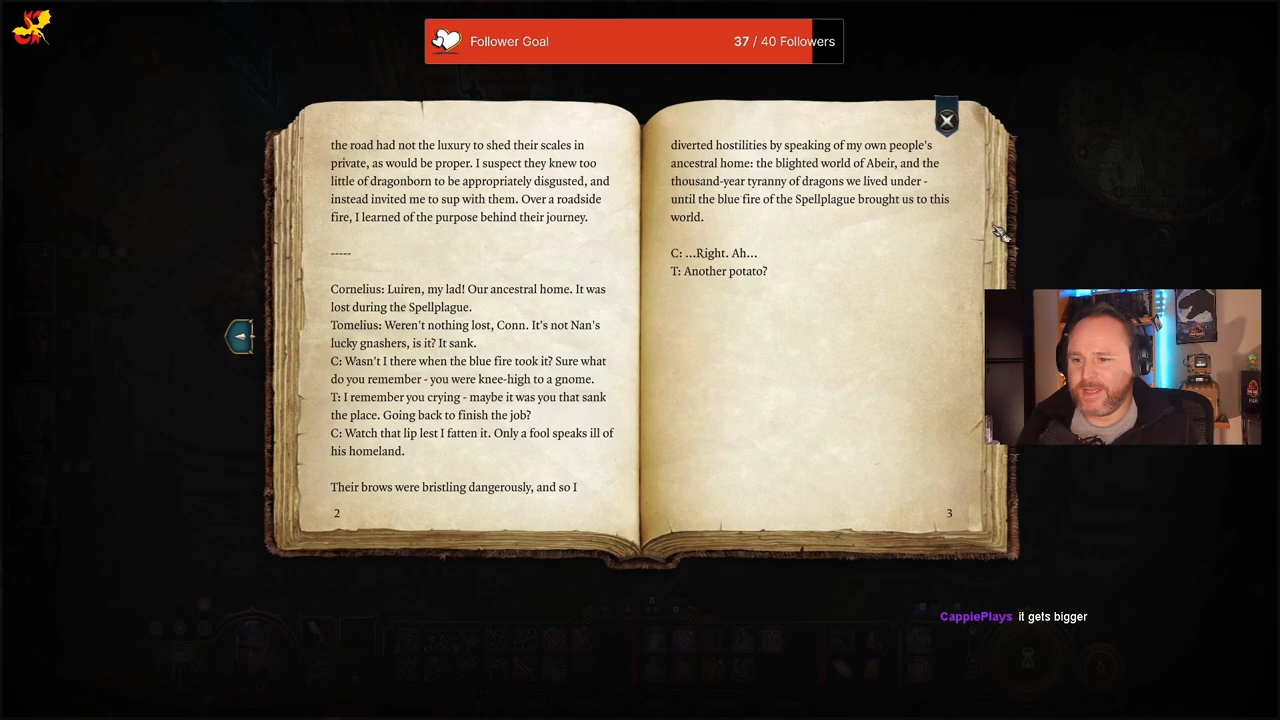 Follower Goal
37 / 40 Followers
the road had not the luxury to shed their scales in
private, as would be proper. I suspect they knew too
little of dragonborn to be appropriately disgusted, and
instead invited me to sup with them. Over a roadside
fire, I learned of the purpose behind their journey.
-----
Cornelius: Luiren, my lad! Our ancestral home. It was
lost during the Spellplague.
Tomelius: Weren't nothing lost, Conn. It's not Nan's
lucky gnashers, is it? It sank.
C: Wasn't I there when the blue fire took it? Sure what
do you remember - you were knee-high to a gnome.
T: I remember you crying - maybe it was you that sank
the place. Going back to finish the job?
C: Watch that lip lest I fatten it. Only a fool speaks ill of
his homeland.
Their brows were bristling dangerously, and so I
2
diverted hostilities by speaking of my own people's
ancestral home: the blighted world of Abeir, and the
thousand-year tyranny of dragons we lived under -
until the blue fire of the Spellplague brought us to this
world.
C: ...Right. Ah...
T: Another potato?
3
CappiePlays it gets bigger